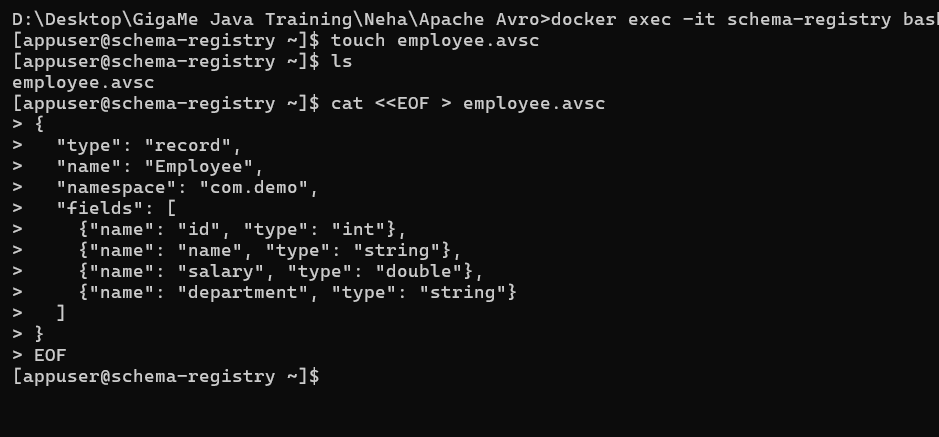 D:\Desktop\GigaMe Java Training\Neha\Apache Avro>docker exec -it schema-registry bash
[appuser@schema-registry ~]$ touch employee.avsc
[appuser@schema-registry ~]$ ls
employee.avsc
[appuser@schema-registry ~]$ cat <<EOF > employee.avsc
> {
>   "type": "record",
>   "name": "Employee",
>   "namespace": "com.demo",
>   "fields": [
>     {"name": "id", "type": "int"},
>     {"name": "name", "type": "string"},
>     {"name": "salary", "type": "double"},
>     {"name": "department", "type": "string"}
>   ]
> }
> EOF
[appuser@schema-registry ~]$